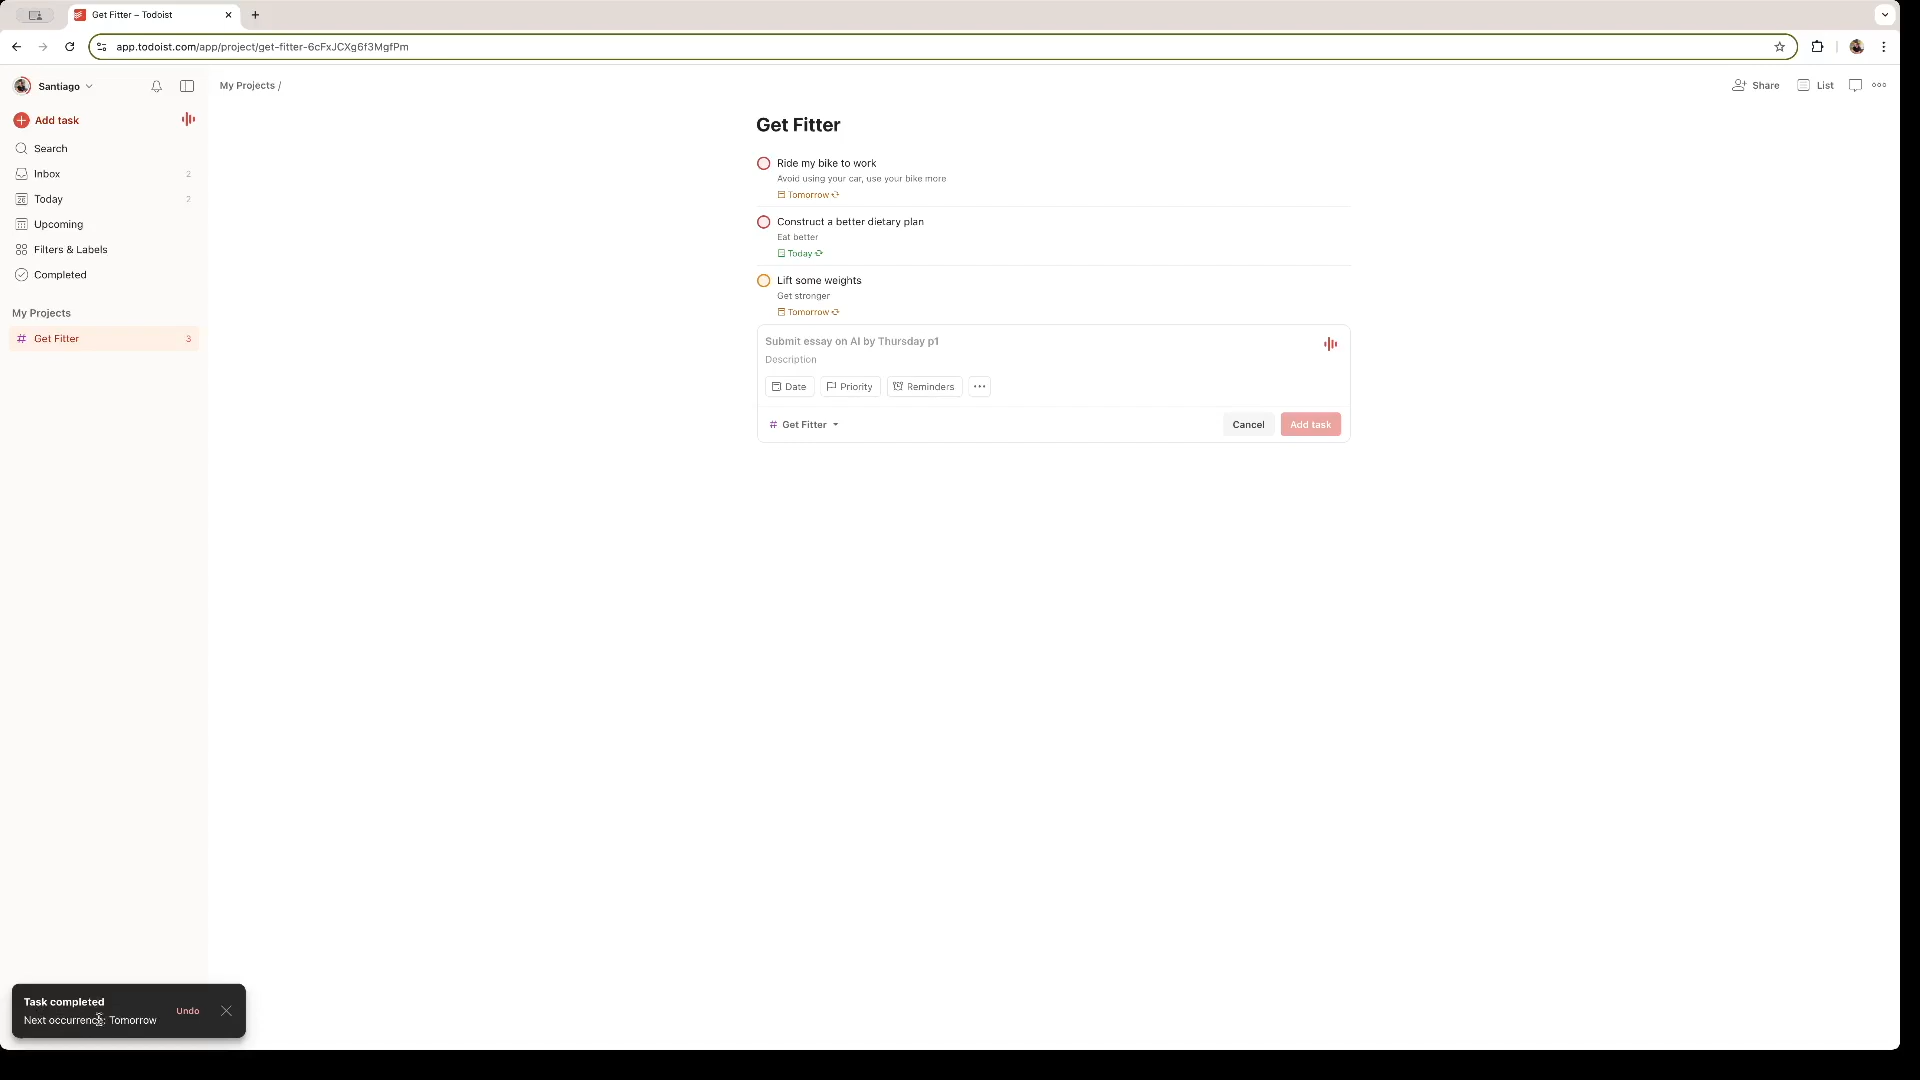 Get Fitter – Todoist
app.todoist.com/app/project/get-fitter-6cFxJCXg6f3MgfPm
Santiago
My Projects /
Share
List
Add task
Search
Inbox 2
26 Today 2
Upcoming
Filters & Labels
Completed
My Projects
# Get Fitter 3
Get Fitter
Ride my bike to work
Avoid using your car, use your bike more
Tomorrow
Construct a better dietary plan
Eat better
Today
Lift some weights
Get stronger
Tomorrow
Submit essay on AI by Thursday p1
Description
Date Priority Reminders
# Get Fitter
Cancel Add task
Task completed
Next occurrence: Tomorrow
Undo